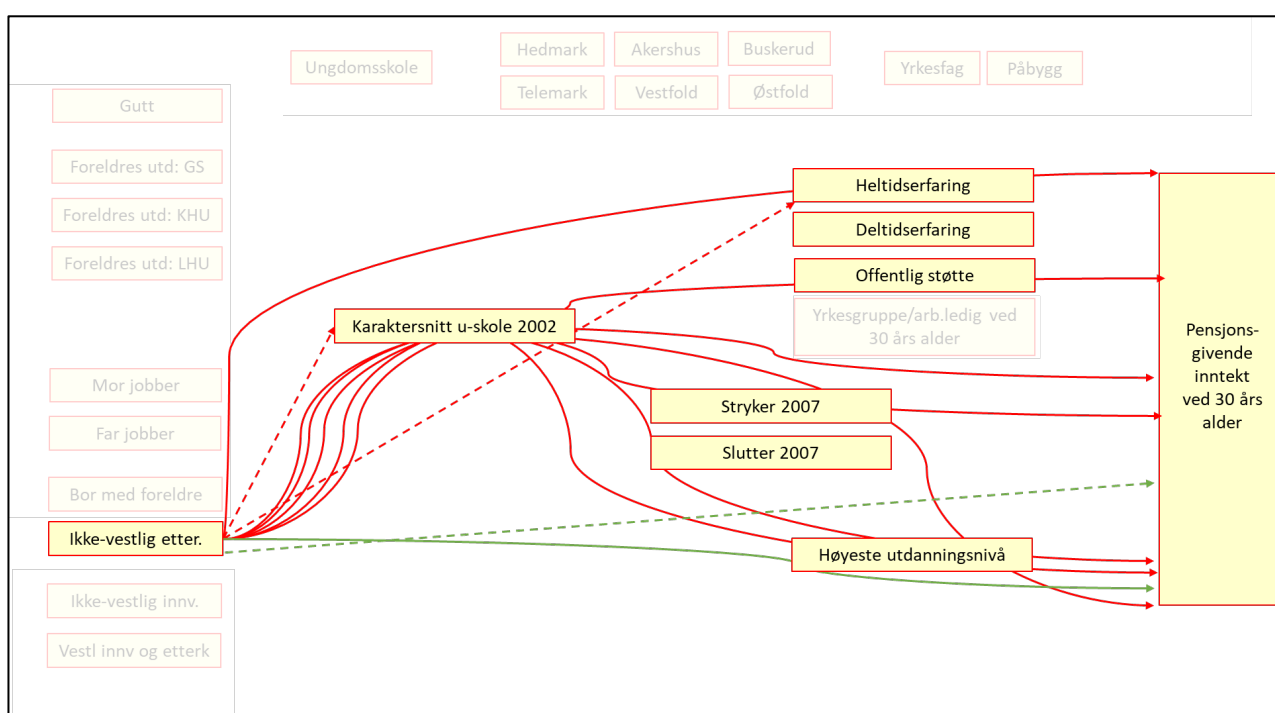 Ungdomsskole
Hedmark
Akershus
Buskerud
Telemark
Vestfold
Østfold
Yrkesfag
Påbygg
Gutt
Foreldres utd: GS
Foreldres utd: KHU
Foreldres utd: LHU
Mor jobber
Far jobber
Bor med foreldre
Ikke-vestlig etter.
Ikke-vestlig innv.
Vestl innv og etterk
Karaktersnitt u-skole 2002
Heltidserfaring
Deltidserfaring
Offentlig støtte
Yrkesgruppe/arb.ledig ved
30 års alder
Stryker 2007
Slutter 2007
Høyeste utdanningsnivå
Pensjons-
givende
inntekt
ved 30 års
alder